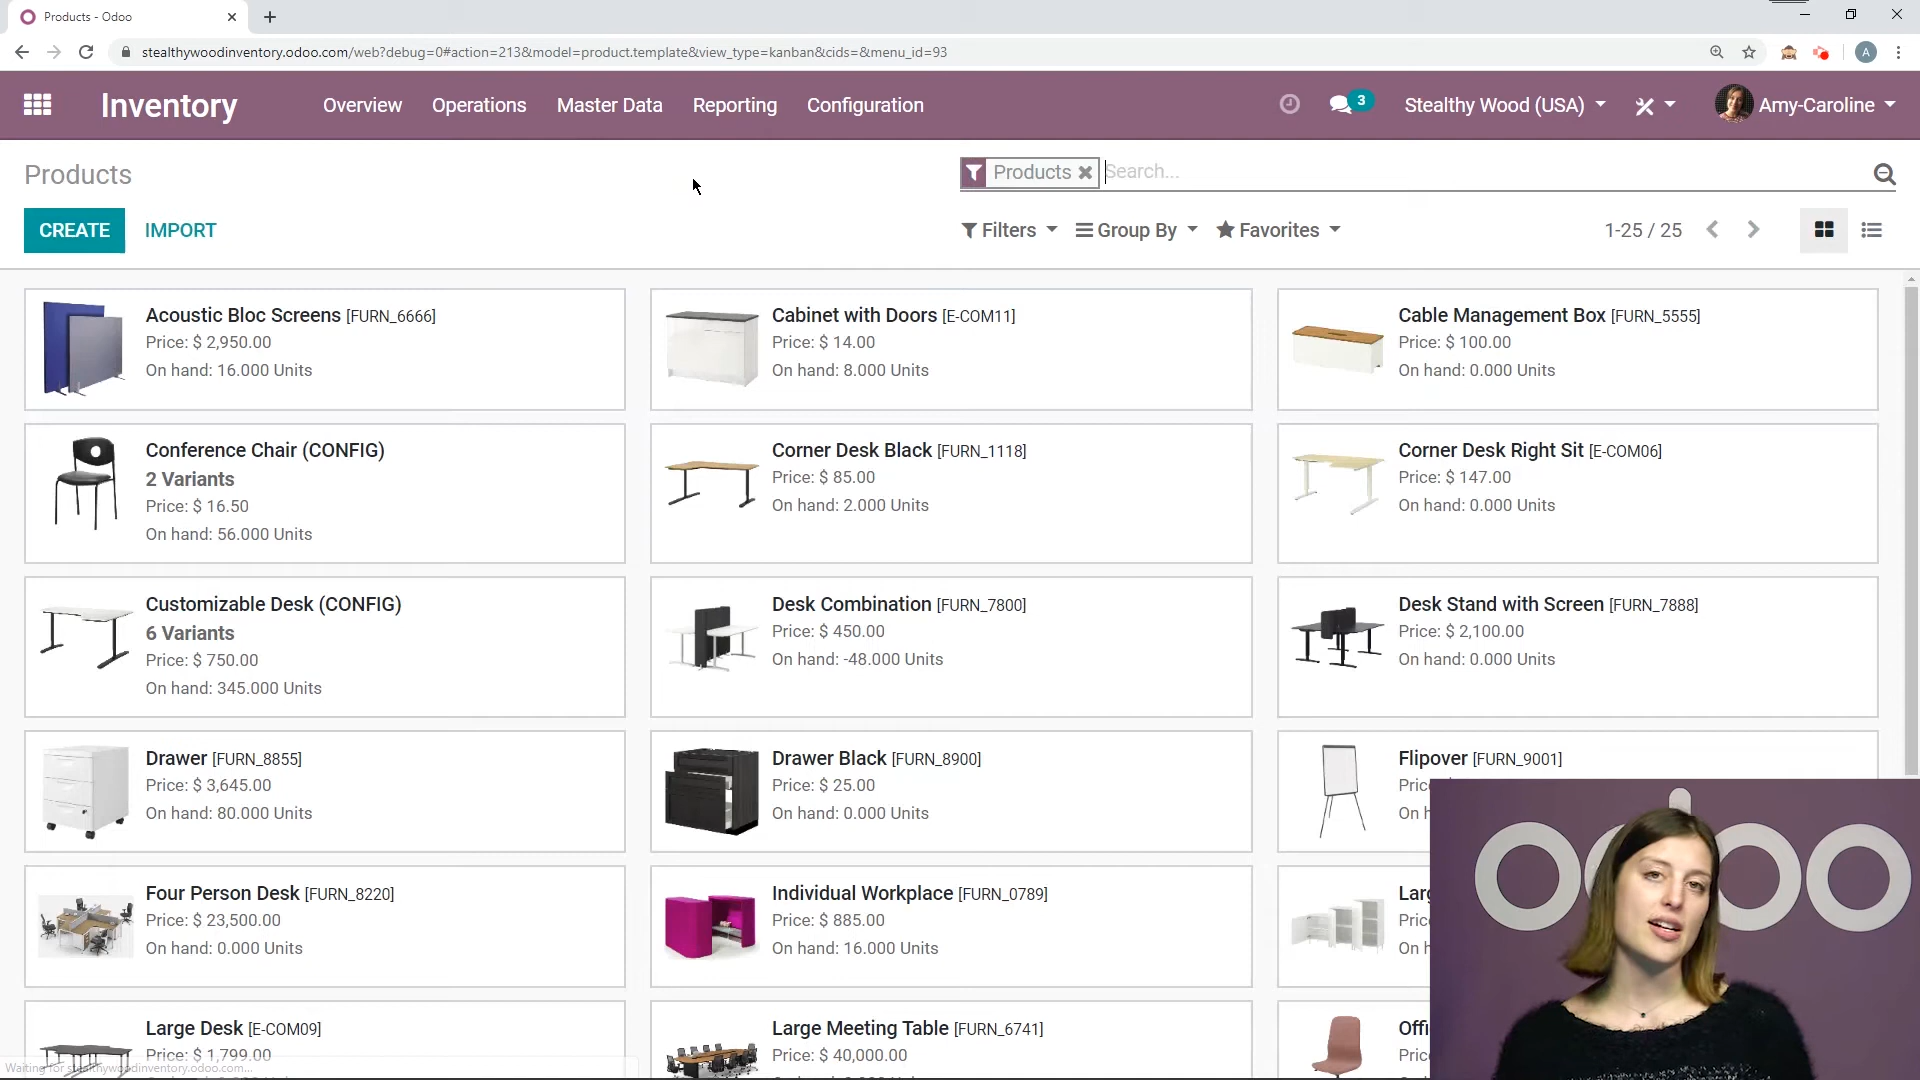 Products - Odoo
stealthywoodinventory.odoo.com/web?debug=0#action=213&model=product.template&view_type=kanban&cids=&menu_id=93
A
Inventory
Overview
Operations
Master Data
Reporting
Configuration
3
Stealthy Wood (USA)
Amy-Caroline
Products
Products
Search...
CREATE
IMPORT
Filters
Group By
Favorites
1-25 / 25
Acoustic Bloc Screens [FURN_6666]
Price: $ 2,950.00
On hand: 16.000 Units
Cabinet with Doors [E-COM11]
Price: $ 14.00
On hand: 8.000 Units
Cable Management Box [FURN_5555]
Price: $ 100.00
On hand: 0.000 Units
Conference Chair (CONFIG)
2 Variants
Price: $ 16.50
On hand: 56.000 Units
Corner Desk Black [FURN_1118]
Price: $ 85.00
On hand: 2.000 Units
Corner Desk Right Sit [E-COM06]
Price: $ 147.00
On hand: 0.000 Units
Customizable Desk (CONFIG)
6 Variants
Price: $ 750.00
On hand: 345.000 Units
Desk Combination [FURN_7800]
Price: $ 450.00
On hand: -48.000 Units
Desk Stand with Screen [FURN_7888]
Price: $ 2,100.00
On hand: 0.000 Units
Drawer [FURN_8855]
Price: $ 3,645.00
On hand: 80.000 Units
Drawer Black [FURN_8900]
Price: $ 25.00
On hand: 0.000 Units
Flipover [FURN_9001]
Four Person Desk [FURN_8220]
Price: $ 23,500.00
On hand: 0.000 Units
Individual Workplace [FURN_0789]
Price: $ 885.00
On hand: 16.000 Units
Large Desk [E-COM09]
Price: $ 1,799.00
Large Meeting Table [FURN_6741]
Price: $ 40,000.00
Waiting for stealthywoodinventory.odoo.com...
odoo